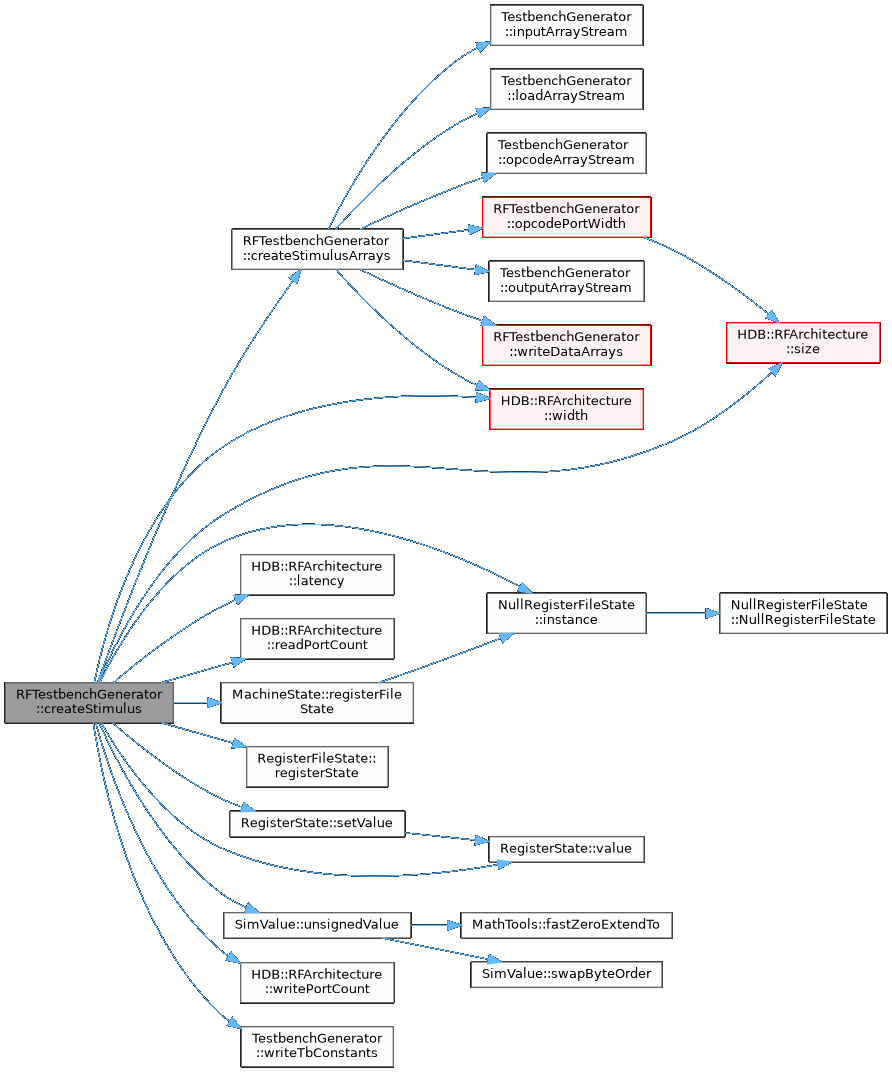 TestbenchGenerator
::inputArrayStream
TestbenchGenerator
::loadArrayStream
TestbenchGenerator
::opcodeArrayStream
RFTestbenchGenerator
::opcodePortWidth
RFTestbenchGenerator
::createStimulusArrays
TestbenchGenerator
::outputArrayStream
HDB::RFArchitecture
::size
RFTestbenchGenerator
::writeDataArrays
HDB::RFArchitecture
::width
HDB::RFArchitecture
::latency
NullRegisterFileState
::instance
NullRegisterFileState
::NullRegisterFileState
HDB::RFArchitecture
::readPortCount
RFTestbenchGenerator
::createStimulus
MachineState::registerFile
State
RegisterFileState::
registerState
RegisterState::setValue
RegisterState::value
SimValue::unsignedValue
MathTools::fastZeroExtendTo
SimValue::swapByteOrder
HDB::RFArchitecture
::writePortCount
TestbenchGenerator
::writeTbConstants